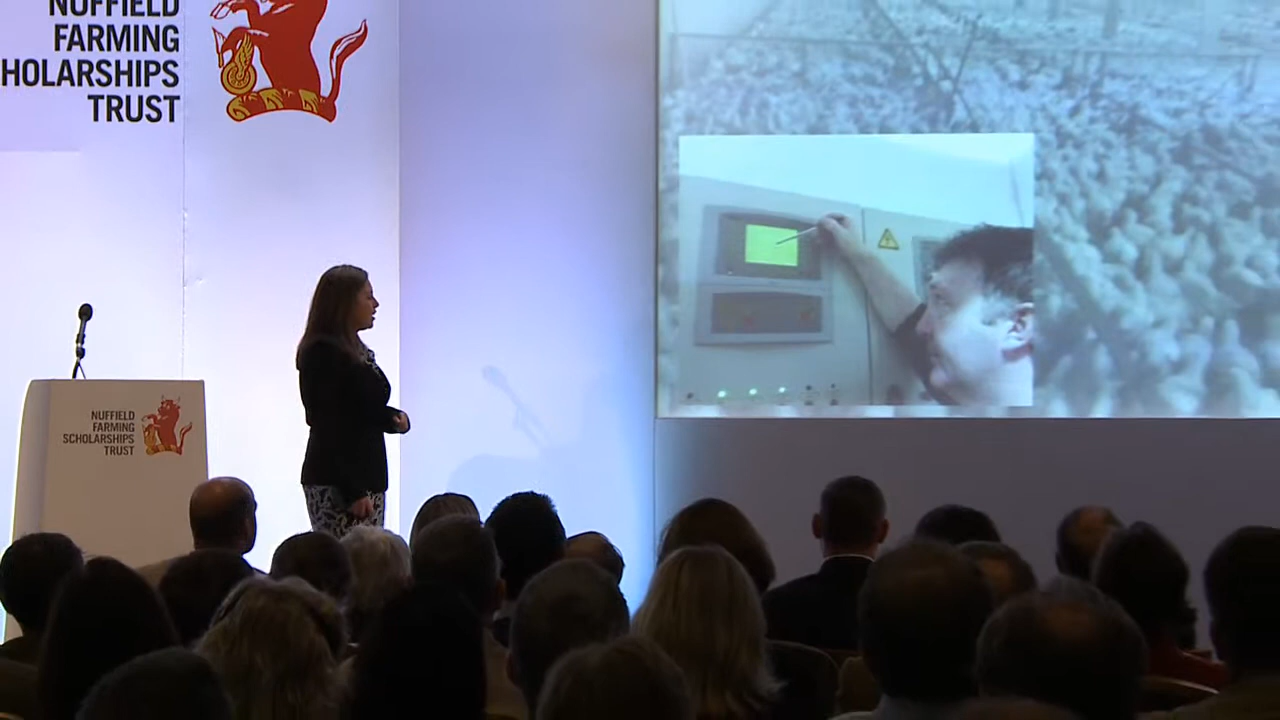 NUFFIELD
FARMING
HOLARSHIPS
TRUST
NUFFIELD
FARMING
SCHOLARSHIPS
TRUST